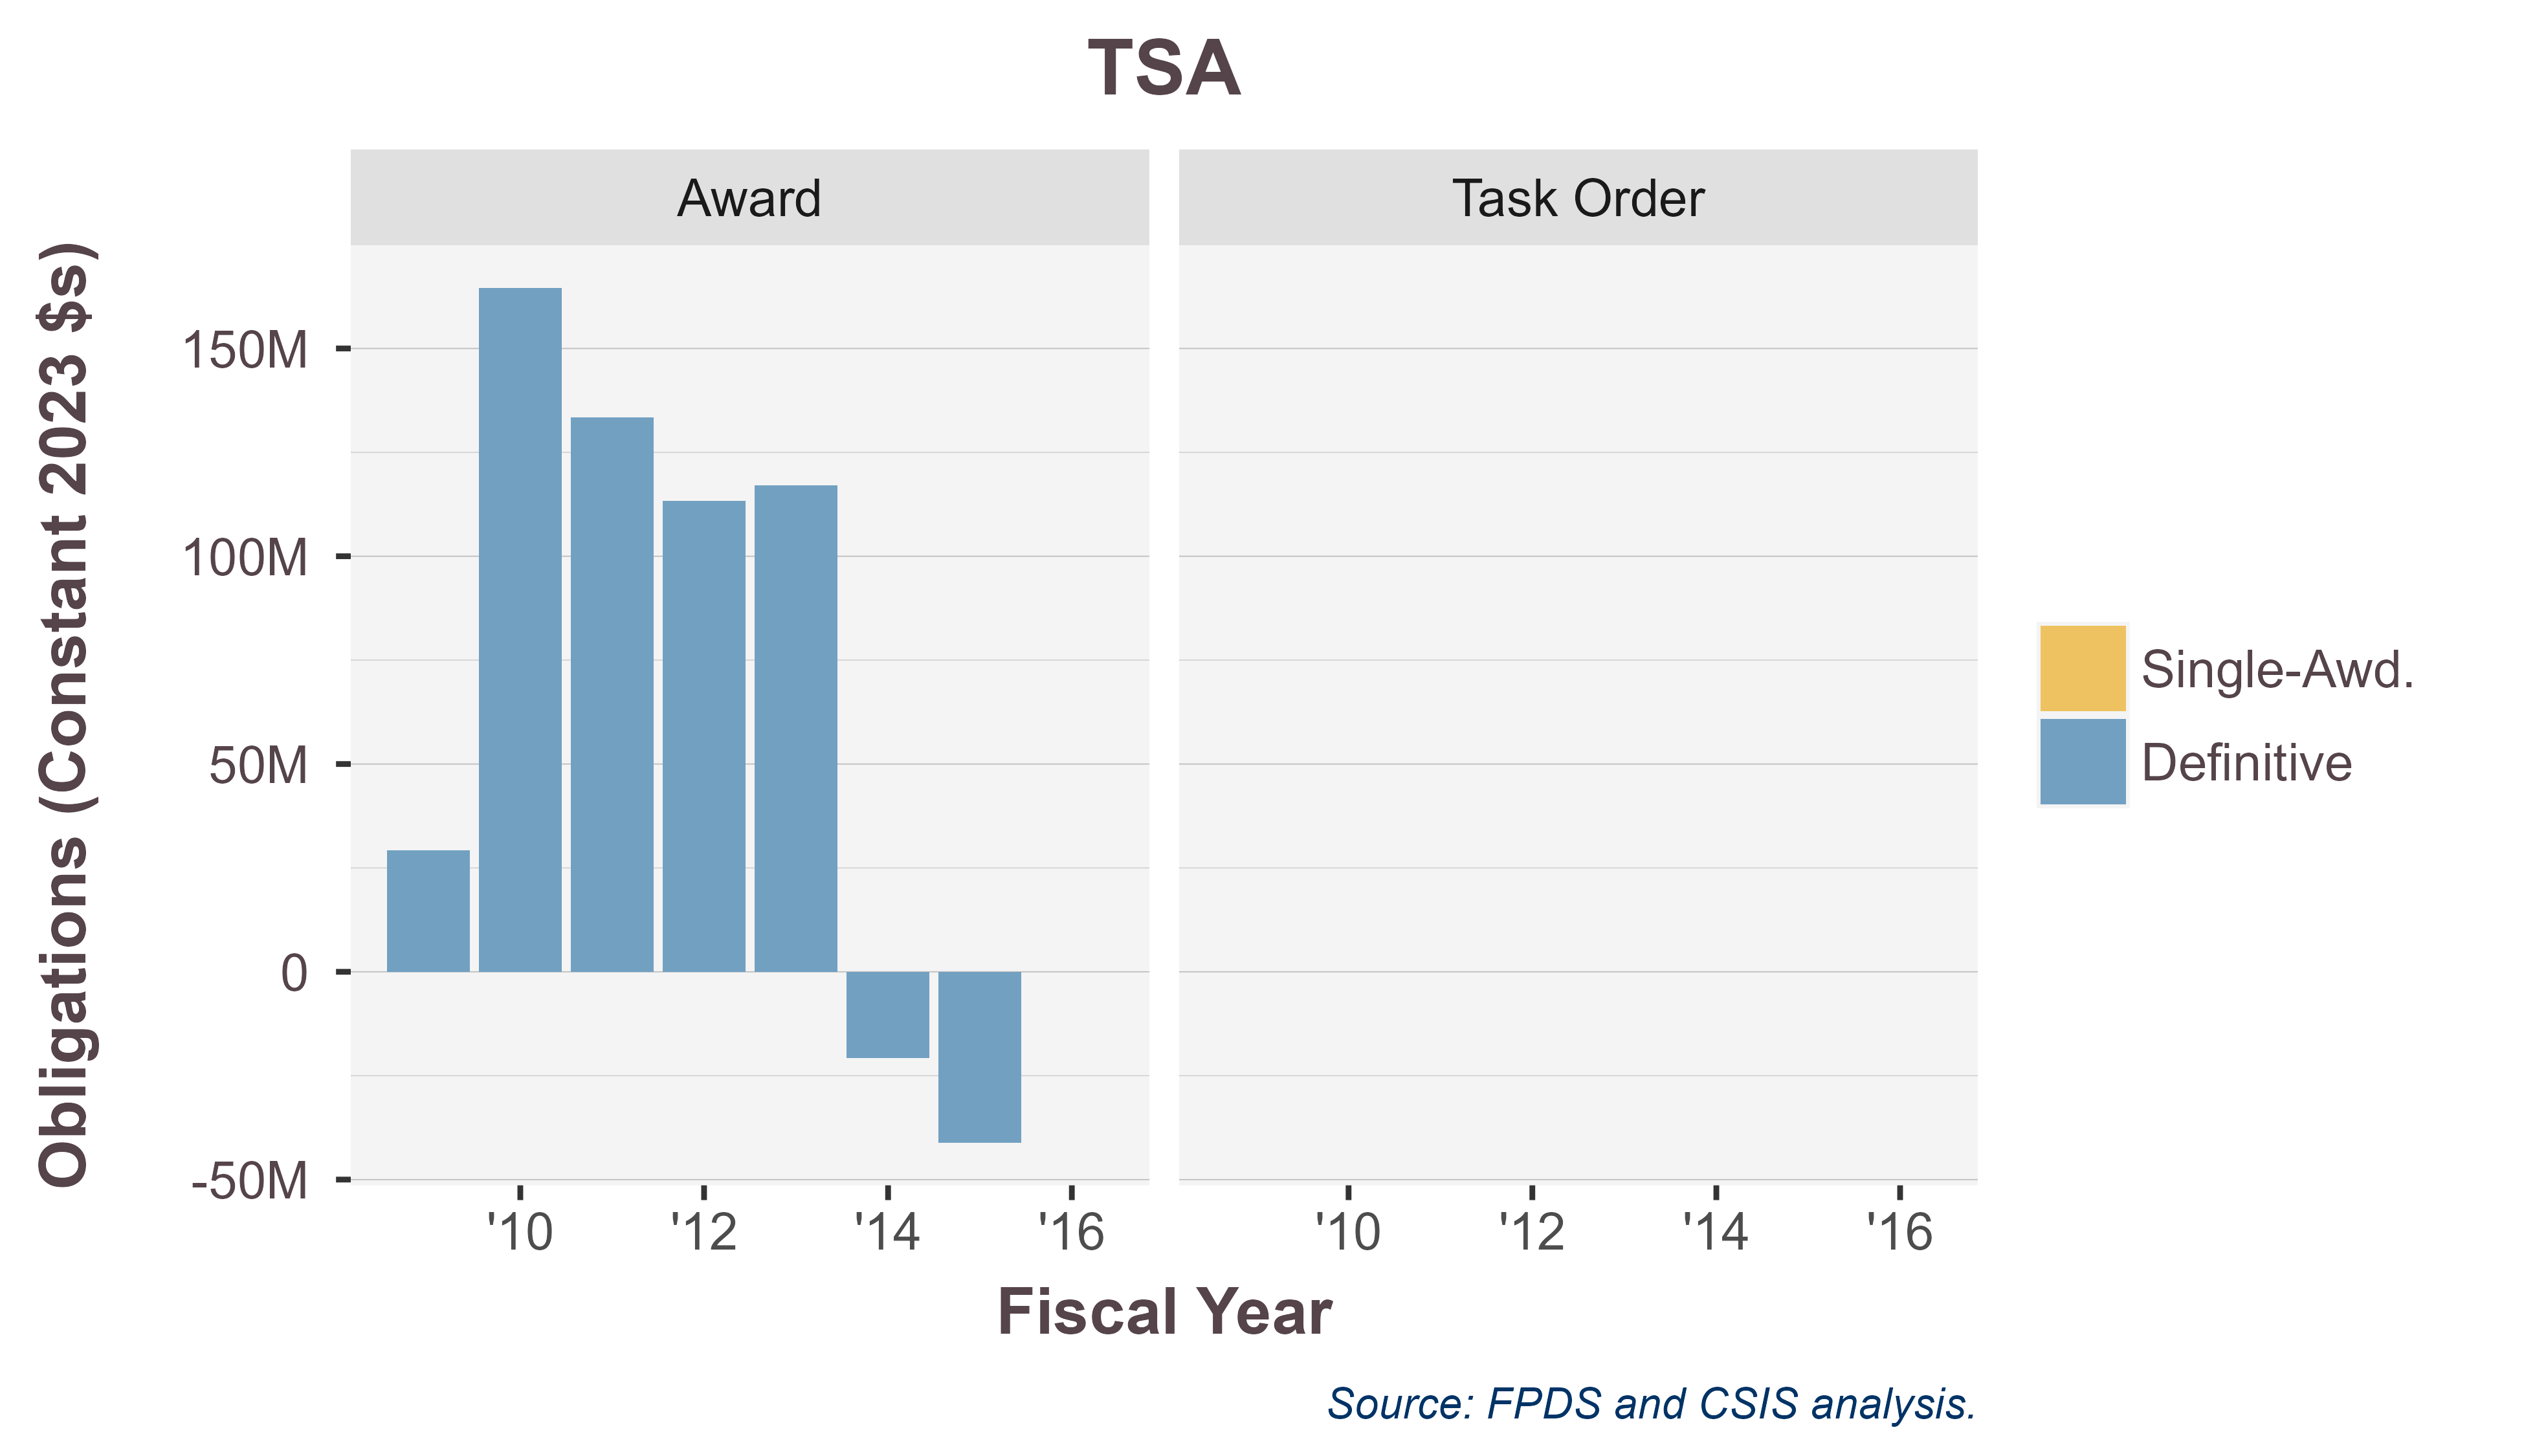 TSA
Award
Task Order
Obligations (Constant 2023 $s)
150M
100M
50M
0
-50M
'10 '12 '14 '16
'10 '12 '14 '16
Fiscal Year
Single-Awd.
Definitive
Source: FPDS and CSIS analysis.